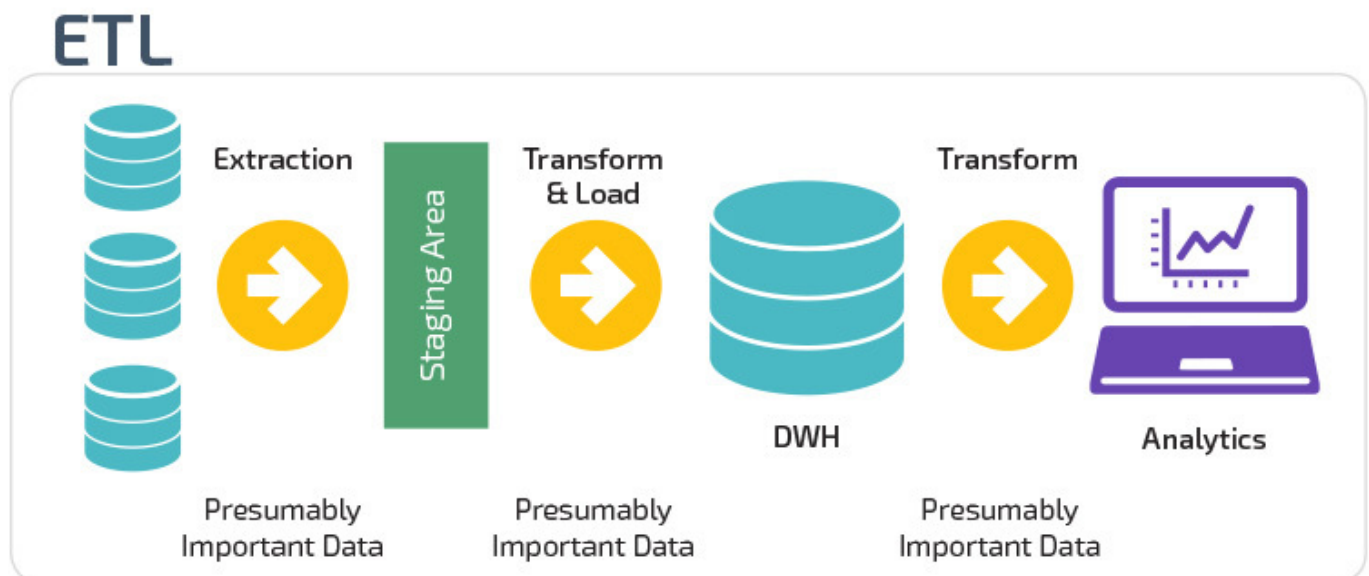 ETL
Extraction
Staging Area
Transform
& Load
DWH
Transform
Analytics
Presumably
Important Data
Presumably
Important Data
Presumably
Important Data